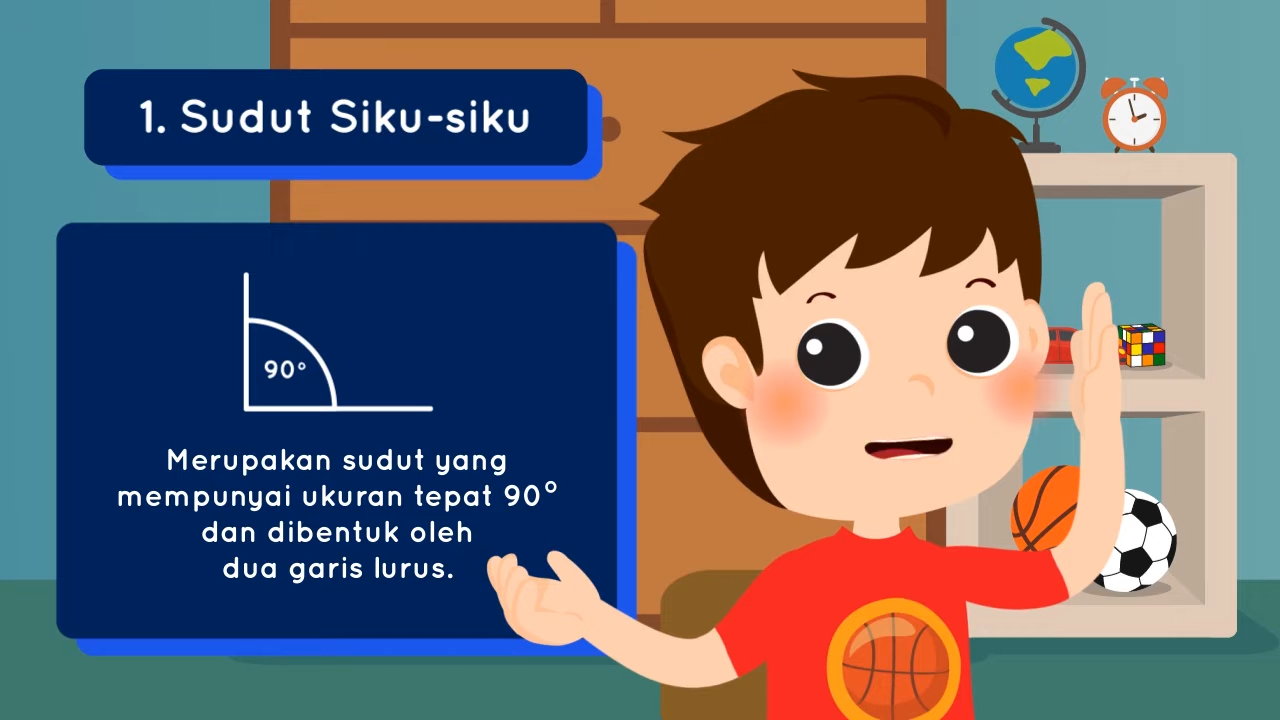 1. Sudut Siku-siku
90°
Merupakan sudut yang
mempunyai ukuran tepat 90°
dan dibentuk oleh
dua garis lurus.